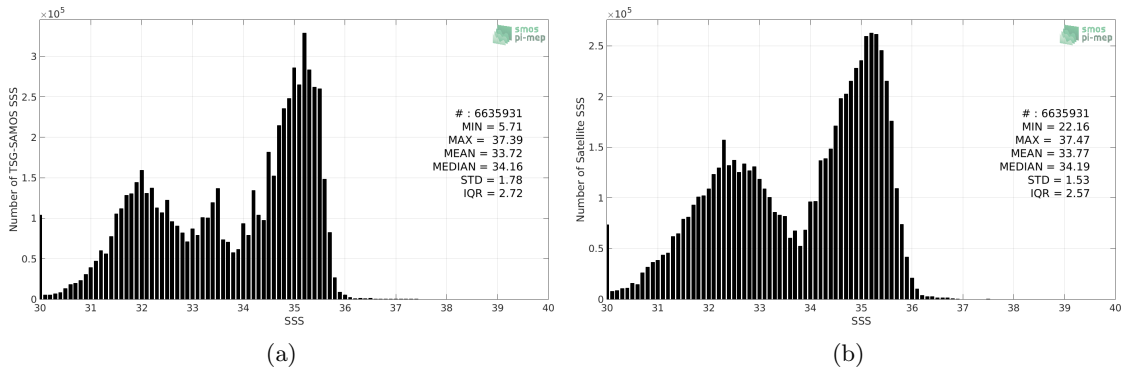 ×10⁵
3
2.5
2
1.5
1
0.5
0
30 31 32 33 34 35 36 37 38 39 40
SSS
Number of TSG-SAMOS SSS
smos
pi-mep
# : 6635931
MIN = 5.71
MAX = 37.39
MEAN = 33.72
MEDIAN = 34.16
STD = 1.78
IQR = 2.72
(a)
×10⁵
2.5
2
1.5
1
0.5
0
30 31 32 33 34 35 36 37 38 39 40
SSS
Number of Satellite SSS
smos
pi-mep
# : 6635931
MIN = 22.16
MAX = 37.47
MEAN = 33.77
MEDIAN = 34.19
STD = 1.53
IQR = 2.57
(b)